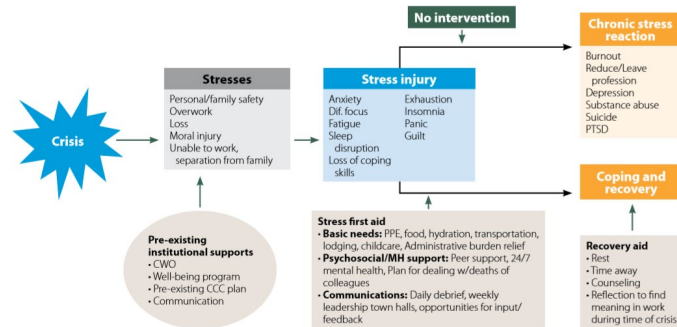 No intervention
Chronic stress
reaction
Burnout
Reduce/Leave
profession
Depression
Substance abuse
Suicide
PTSD
Crisis
Stresses
Personal/family safety
Overwork
Loss
Moral injury
Unable to work,
separation from family
Stress injury
Anxiety
Dif. focus
Fatigue
Sleep
disruption
Loss of coping
skills
Exhaustion
Insomnia
Panic
Guilt
Coping and
recovery
Pre-existing
institutional supports
• CWO
• Well-being program
• Pre-existing CCC plan
• Communication
Stress first aid
• Basic needs: PPE, food, hydration, transportation,
lodging, childcare, Administrative burden relief
• Psychosocial/MH support: Peer support, 24/7
mental health, Plan for dealing w/deaths of
colleagues
• Communications: Daily debrief, weekly
leadership town halls, opportunities for input/
feedback
Recovery aid
• Rest
• Time away
• Counseling
• Reflection to find
meaning in work
during time of crisis